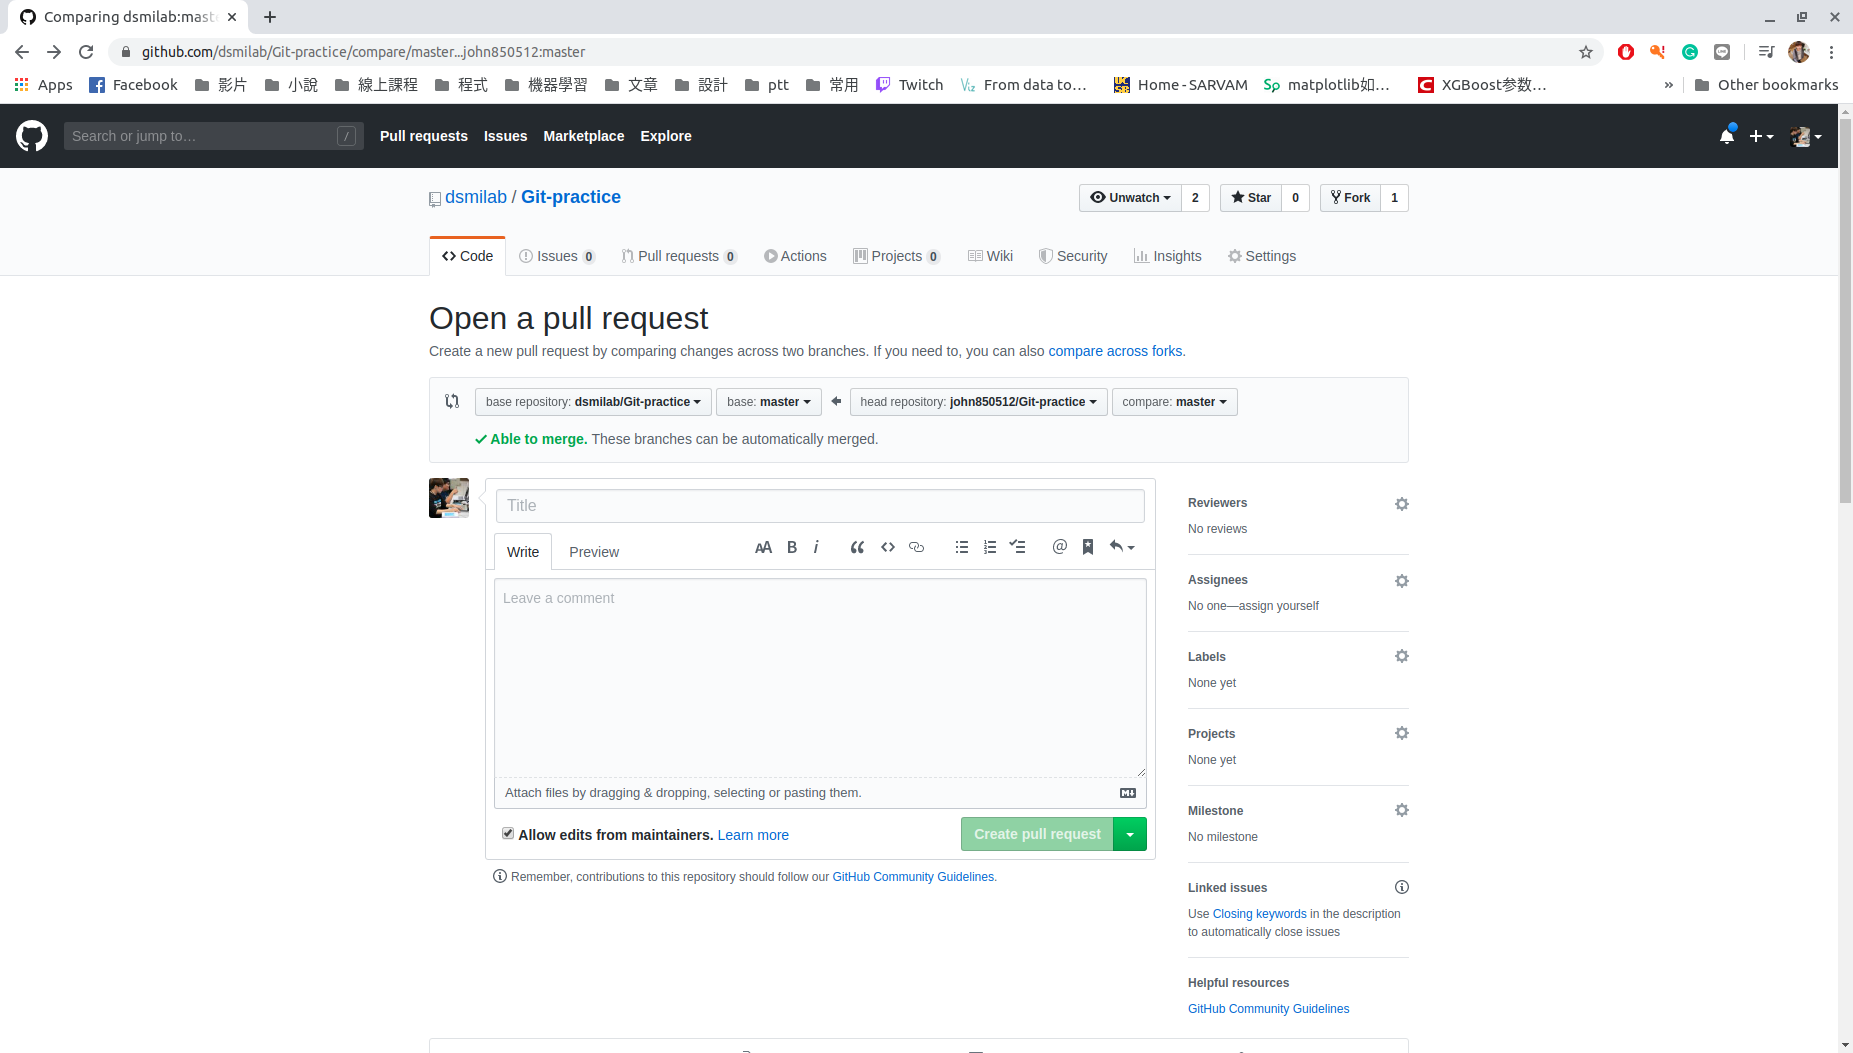 Comparing dsmilab:mast
github.com/dsmilab/Git-practice/compare/master...john850512:master
Apps Facebook 影片 小說 線上課程 程式 機器學習 文章 設計 ptt 常用 Twitch From data to… Home - SARVAM matplotlib如… XGBoost参数… » Other bookmarks
Search or jump to… / Pull requests Issues Marketplace Explore
dsmilab / Git-practice Unwatch 2 Star 0 Fork 1
Code Issues 0 Pull requests 0 Actions Projects 0 Wiki Security Insights Settings
Open a pull request
Create a new pull request by comparing changes across two branches. If you need to, you can also compare across forks.
base repository: dsmilab/Git-practice base: master head repository: john850512/Git-practice compare: master
Able to merge. These branches can be automatically merged.
Title
Write Preview
Leave a comment
Attach files by dragging & dropping, selecting or pasting them.
Allow edits from maintainers. Learn more Create pull request
Remember, contributions to this repository should follow our GitHub Community Guidelines.
Reviewers
No reviews
Assignees
No one—assign yourself
Labels
None yet
Projects
None yet
Milestone
No milestone
Linked issues
Use Closing keywords in the description
to automatically close issues
Helpful resources
GitHub Community Guidelines